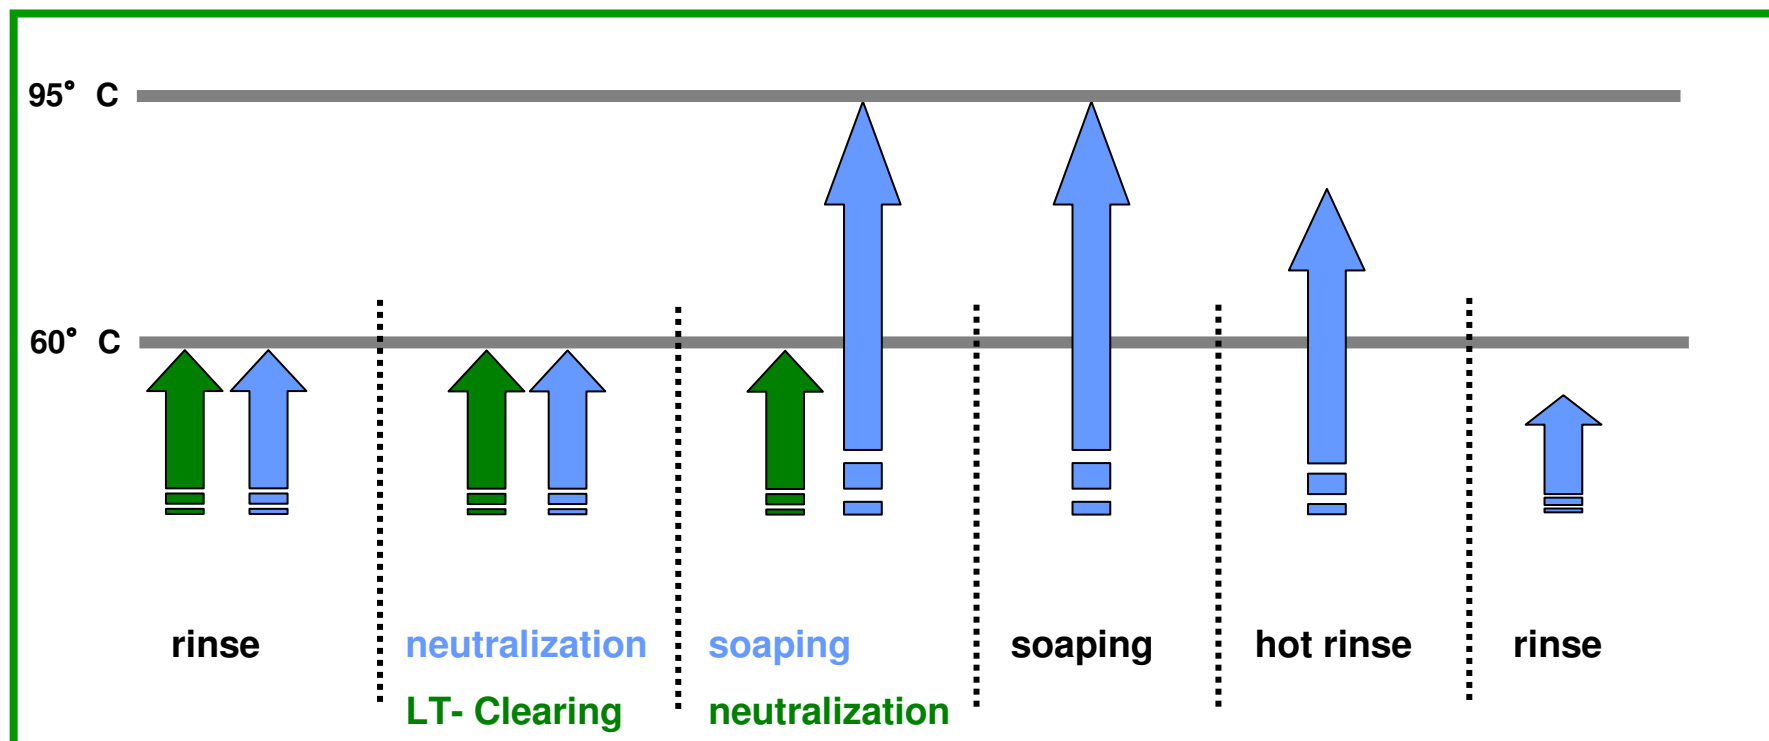 95° C
60° C
rinse
neutralization
LT- Clearing
soaping
neutralization
soaping
hot rinse
rinse